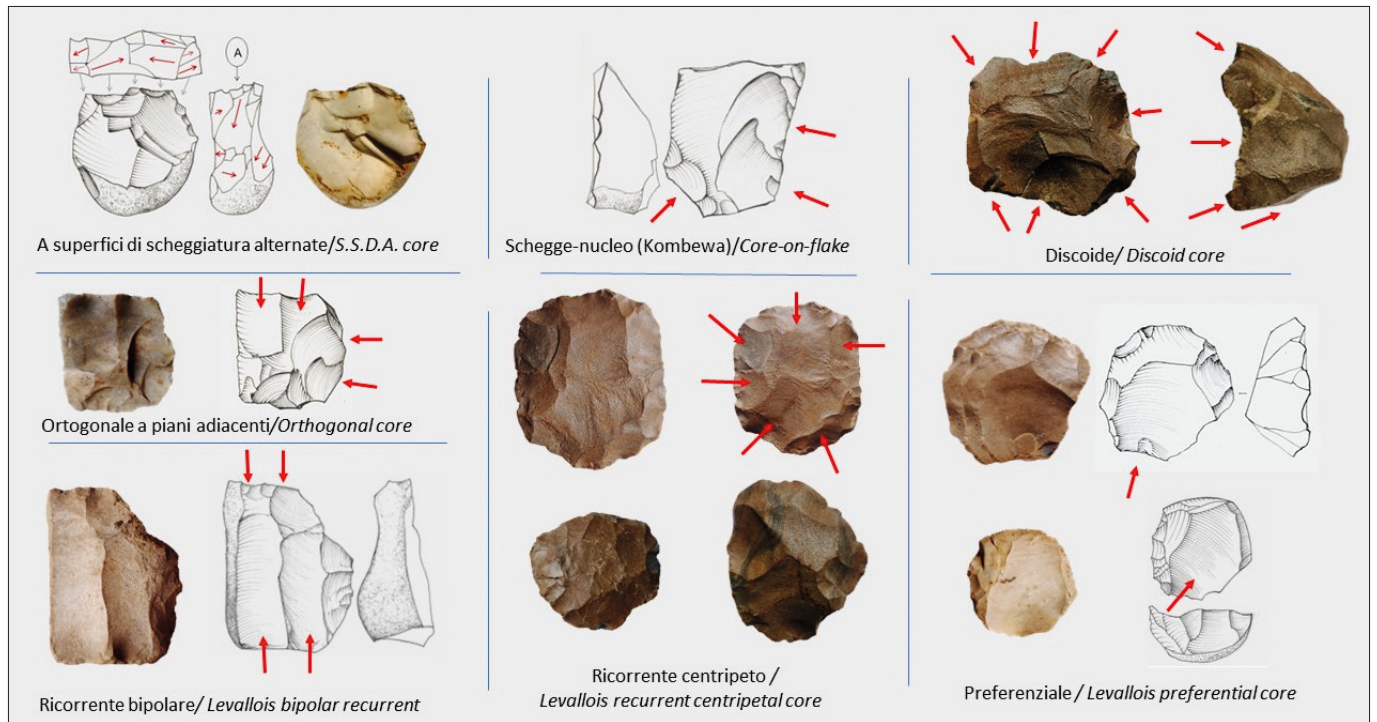 A
A superfici di scheggiatura alternate/S.S.D.A. core
Schegge-nucleo (Kombewa)/Core-on-flake
Discoide/ Discoid core
Ortogonale a piani adiacenti/Orthogonal core
Ricorrente bipolare/ Levallois bipolar recurrent
Ricorrente centripeto /
Levallois recurrent centripetal core
Preferenziale / Levallois preferential core